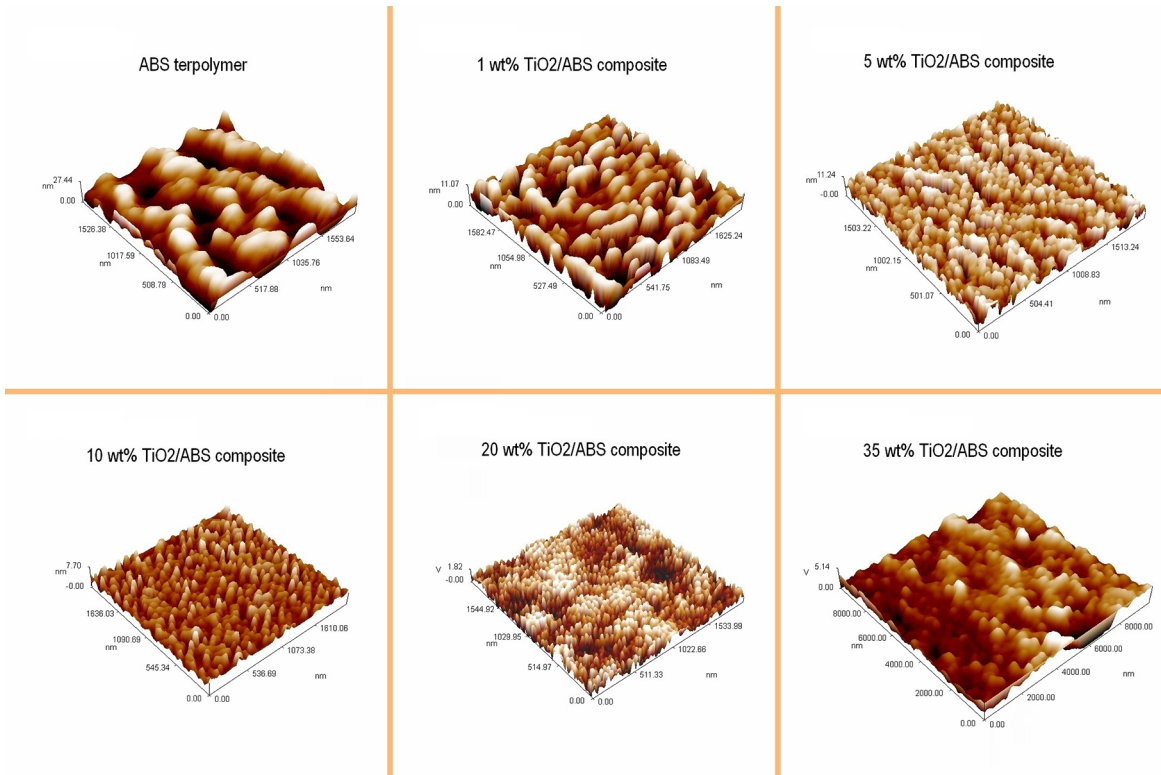 ABS terpolymer
nm 27.44
0.00
1526.38
1017.59
nm
508.79
0.00
0.00
517.88
1035.76
1553.64
nm
1 wt% TiO2/ABS composite
nm 11.07
0.00
1582.47
1054.98
nm
527.49
0.00
0.00
541.75
1083.49
1625.24
nm
5 wt% TiO2/ABS composite
nm 11.24
-0.00
1503.22
1002.15
nm
501.07
0.00
0.00
504.41
1008.83
1513.24
nm
10 wt% TiO2/ABS composite
nm 7.70
-0.00
1636.03
1090.69
nm
545.34
0.00
0.00
536.69
1073.38
1610.06
nm
20 wt% TiO2/ABS composite
V 1.82
-0.00
1544.92
1029.95
nm
514.97
0.00
0.00
511.33
1022.66
1533.99
nm
35 wt% TiO2/ABS composite
V 5.14
0.00
8000.00
6000.00
nm
4000.00
2000.00
0.00
0.00
2000.00
4000.00
6000.00
8000.00
nm